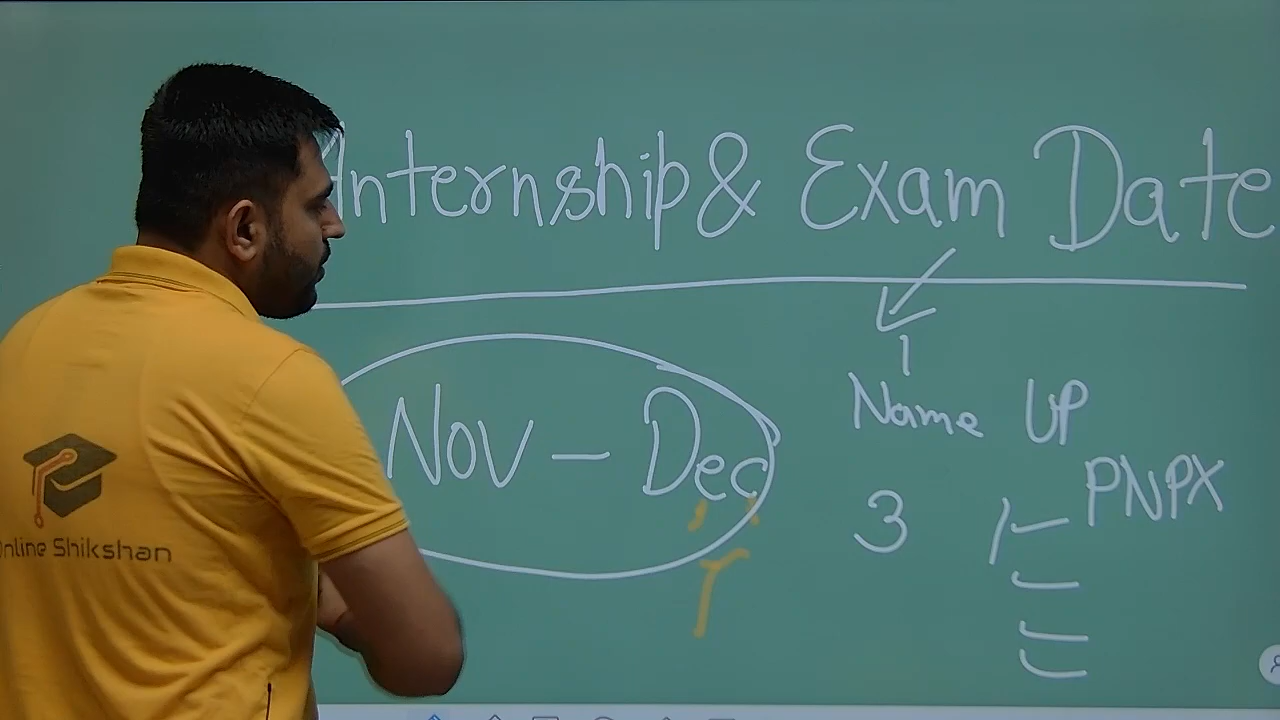 Internship & Exam Date
1
Name UP
Nov - Dec
PNPX
3
Online Shikshan